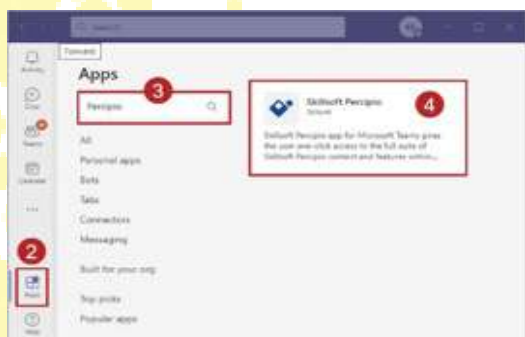 Search
Forward
Activity
Chat
Teams
Calendar
...
2
Apps
Help
Apps
3
Percipio
All
Personal apps
Bots
Tabs
Connectors
Messaging
Built for your org
Top picks
Popular apps
Skillsoft Percipio
4
Skillsoft
Skillsoft Percipio app for Microsoft Teams gives
the user one-click access to the full suite of
Skillsoft Percipio content and features within...